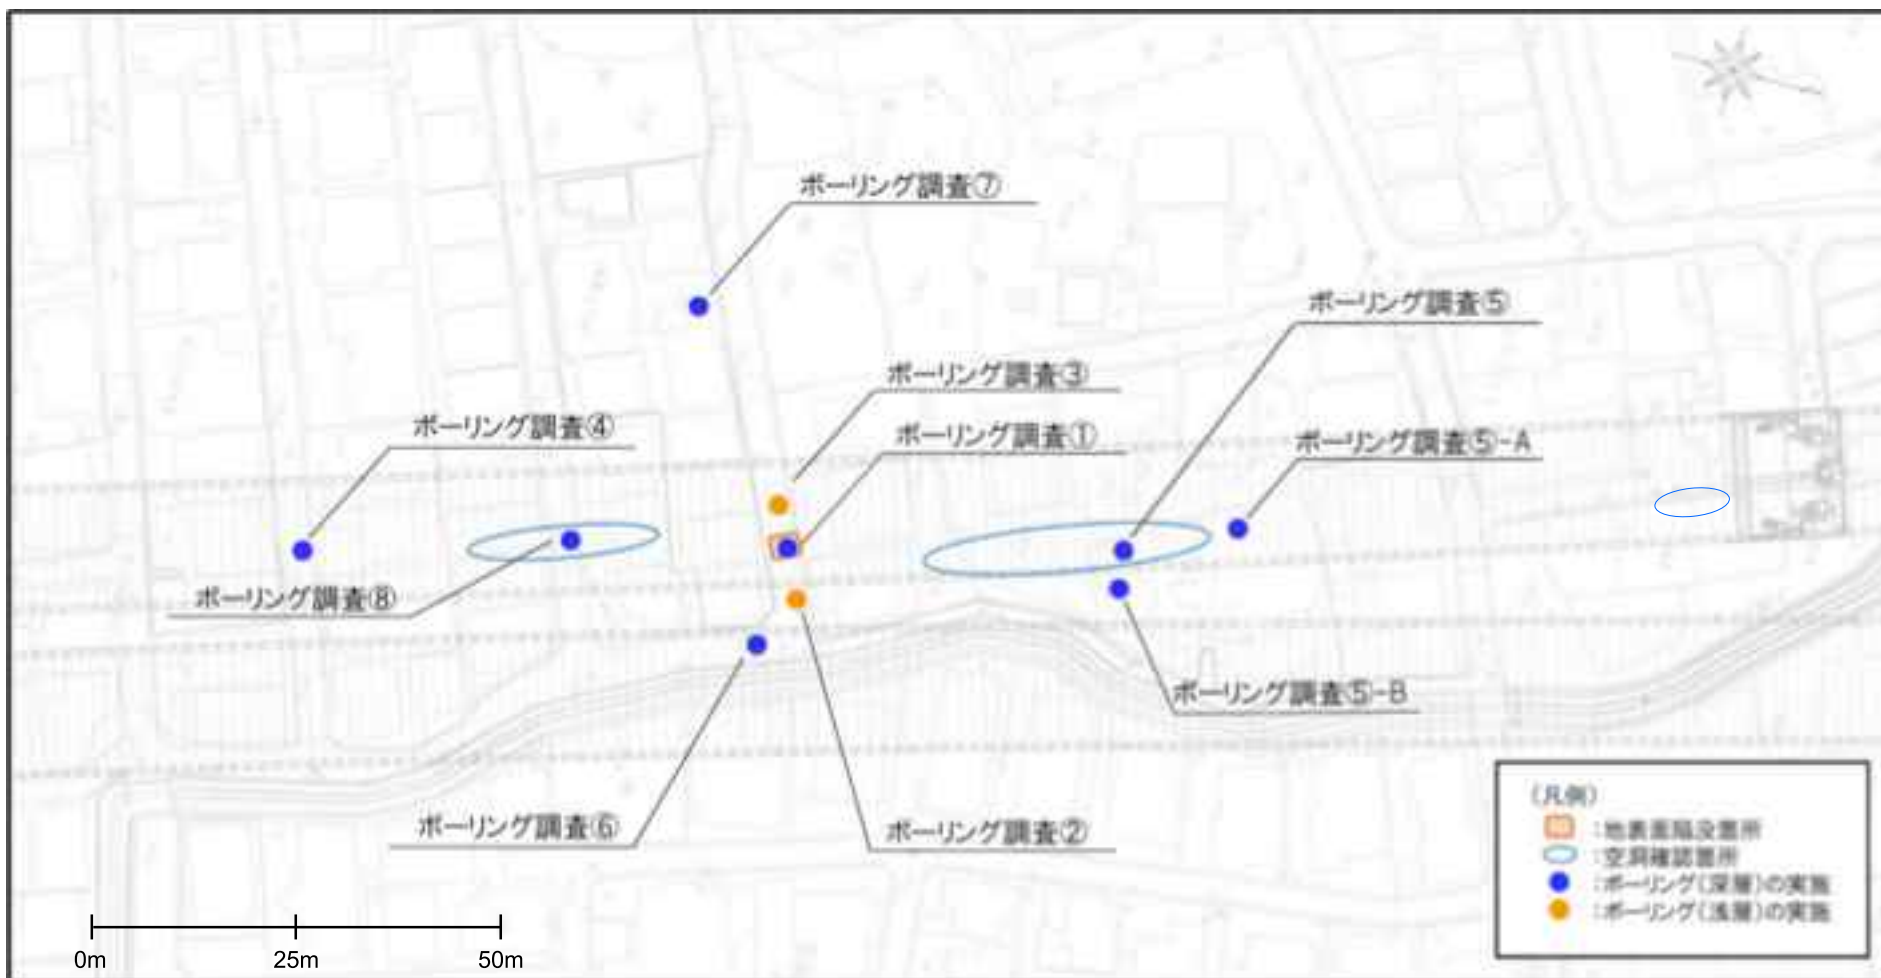 ボーリング調査⑦
ボーリング調査⑤
ボーリング調査③
ボーリング調査④
ボーリング調査①
ボーリング調査⑤-A
ボーリング調査⑧
ボーリング調査⑤-B
ボーリング調査⑥
ボーリング調査②
(凡例)
:地表面陥没箇所
:空洞確認箇所
:ボーリング(深層)の実施
:ボーリング(浅層)の実施
0m 25m 50m